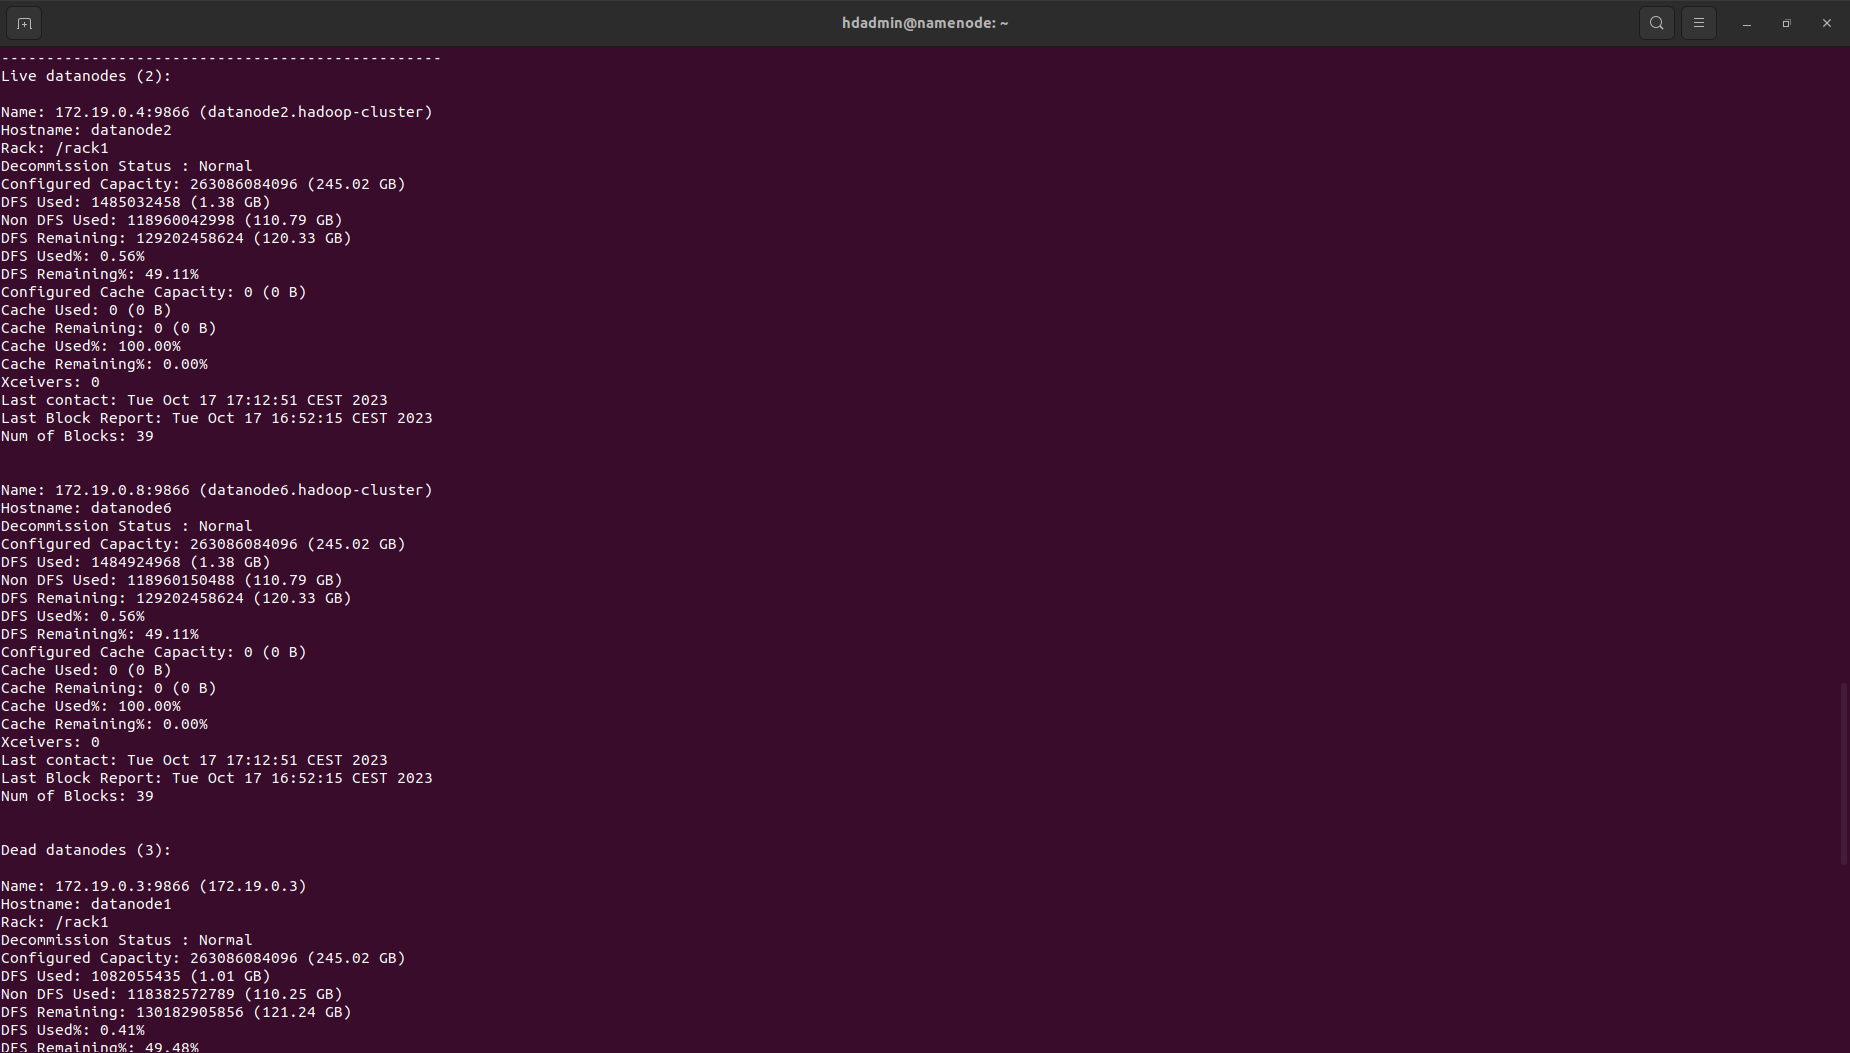 hdadmin@namenode: ~
-------------------------------------------------
Live datanodes (2):
Name: 172.19.0.4:9866 (datanode2.hadoop-cluster)
Hostname: datanode2
Rack: /rack1
Decommission Status : Normal
Configured Capacity: 263086084096 (245.02 GB)
DFS Used: 1485032458 (1.38 GB)
Non DFS Used: 118960042998 (110.79 GB)
DFS Remaining: 129202458624 (120.33 GB)
DFS Used%: 0.56%
DFS Remaining%: 49.11%
Configured Cache Capacity: 0 (0 B)
Cache Used: 0 (0 B)
Cache Remaining: 0 (0 B)
Cache Used%: 100.00%
Cache Remaining%: 0.00%
Xceivers: 0
Last contact: Tue Oct 17 17:12:51 CEST 2023
Last Block Report: Tue Oct 17 16:52:15 CEST 2023
Num of Blocks: 39
Name: 172.19.0.8:9866 (datanode6.hadoop-cluster)
Hostname: datanode6
Decommission Status : Normal
Configured Capacity: 263086084096 (245.02 GB)
DFS Used: 1484924968 (1.38 GB)
Non DFS Used: 118960150488 (110.79 GB)
DFS Remaining: 129202458624 (120.33 GB)
DFS Used%: 0.56%
DFS Remaining%: 49.11%
Configured Cache Capacity: 0 (0 B)
Cache Used: 0 (0 B)
Cache Remaining: 0 (0 B)
Cache Used%: 100.00%
Cache Remaining%: 0.00%
Xceivers: 0
Last contact: Tue Oct 17 17:12:51 CEST 2023
Last Block Report: Tue Oct 17 16:52:15 CEST 2023
Num of Blocks: 39
Dead datanodes (3):
Name: 172.19.0.3:9866 (172.19.0.3)
Hostname: datanode1
Rack: /rack1
Decommission Status : Normal
Configured Capacity: 263086084096 (245.02 GB)
DFS Used: 1082055435 (1.01 GB)
Non DFS Used: 118382572789 (110.25 GB)
DFS Remaining: 130182905856 (121.24 GB)
DFS Used%: 0.41%
DFS Remaining%: 49.48%